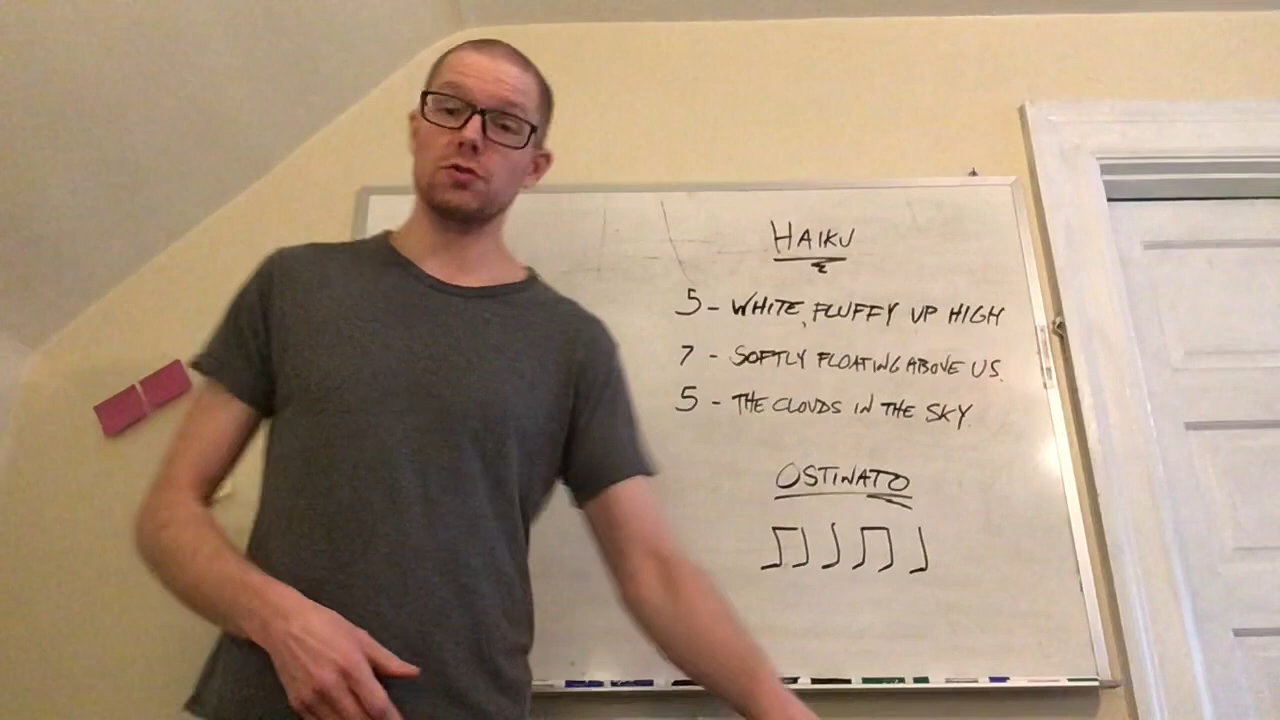 HAIKU
5 - WHITE, FLUFFY UP HIGH
7 - SOFTLY FLOATING ABOVE US.
5 - THE CLOUDS IN THE SKY.
OSTINATO